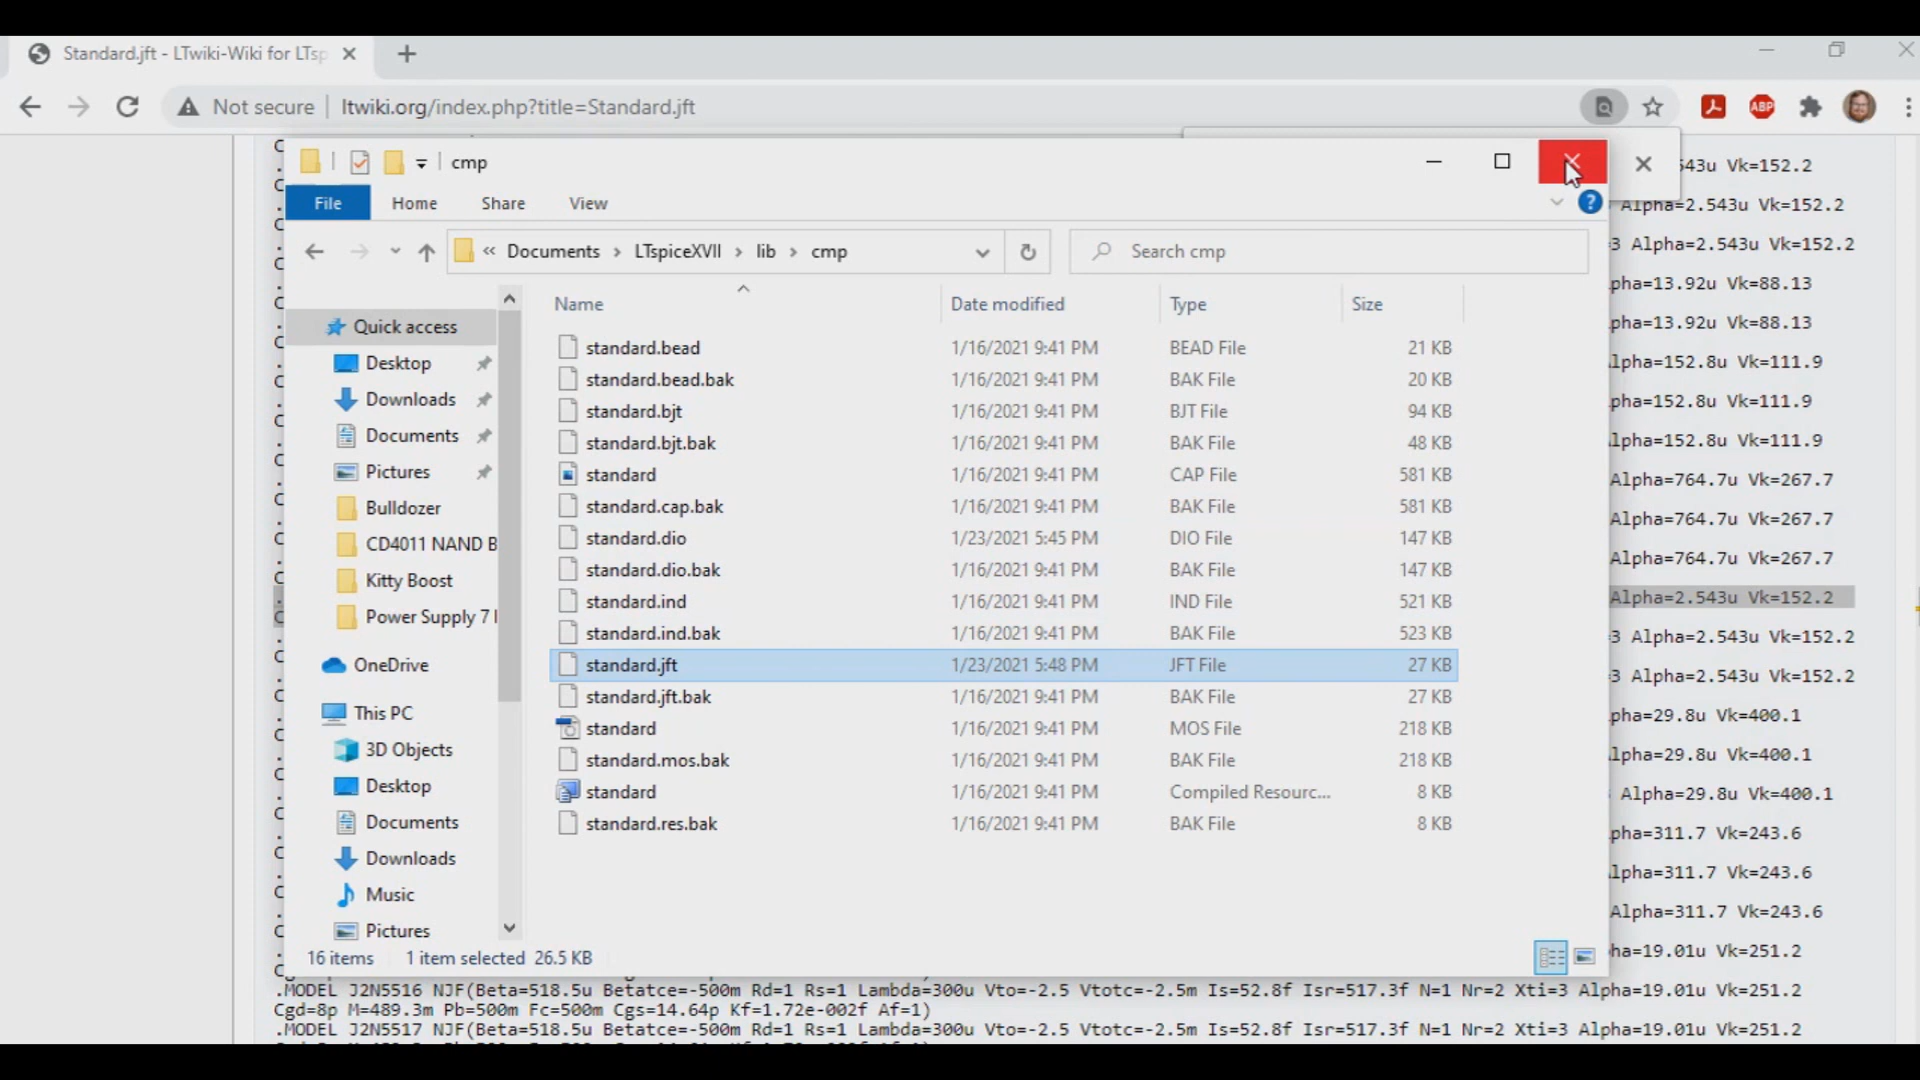 Standard.jft - LTwiki-Wiki for LTsp
Not secure ltwiki.org/index.php?title=Standard.jft
ABP
cmp
File Home Share View
« Documents › LTspiceXVII › lib › cmp
Search cmp
Name Date modified Type Size
Quick access
Desktop
Downloads
Documents
Pictures
Bulldozer
CD4011 NAND B
Kitty Boost
Power Supply 7
OneDrive
This PC
3D Objects
Desktop
Documents
Downloads
Music
Pictures
standard.bead 1/16/2021 9:41 PM BEAD File 21 KB
standard.bead.bak 1/16/2021 9:41 PM BAK File 20 KB
standard.bjt 1/16/2021 9:41 PM BJT File 94 KB
standard.bjt.bak 1/16/2021 9:41 PM BAK File 48 KB
standard 1/16/2021 9:41 PM CAP File 581 KB
standard.cap.bak 1/16/2021 9:41 PM BAK File 581 KB
standard.dio 1/23/2021 5:45 PM DIO File 147 KB
standard.dio.bak 1/16/2021 9:41 PM BAK File 147 KB
standard.ind 1/16/2021 9:41 PM IND File 521 KB
standard.ind.bak 1/16/2021 9:41 PM BAK File 523 KB
standard.jft 1/23/2021 5:48 PM JFT File 27 KB
standard.jft.bak 1/16/2021 9:41 PM BAK File 27 KB
standard 1/16/2021 9:41 PM MOS File 218 KB
standard.mos.bak 1/16/2021 9:41 PM BAK File 218 KB
standard 1/16/2021 9:41 PM Compiled Resourc... 8 KB
standard.res.bak 1/16/2021 9:41 PM BAK File 8 KB
16 items 1 item selected 26.5 KB
543u Vk=152.2
Alpha=2.543u Vk=152.2
3 Alpha=2.543u Vk=152.2
pha=13.92u Vk=88.13
pha=13.92u Vk=88.13
pha=152.8u Vk=111.9
pha=152.8u Vk=111.9
pha=152.8u Vk=111.9
Alpha=764.7u Vk=267.7
Alpha=764.7u Vk=267.7
Alpha=764.7u Vk=267.7
Alpha=2.543u Vk=152.2
3 Alpha=2.543u Vk=152.2
3 Alpha=2.543u Vk=152.2
pha=29.8u Vk=400.1
pha=29.8u Vk=400.1
Alpha=29.8u Vk=400.1
pha=311.7 Vk=243.6
lpha=311.7 Vk=243.6
Alpha=311.7 Vk=243.6
pha=19.01u Vk=251.2
.MODEL J2N5516 NJF(Beta=518.5u Betatce=-500m Rd=1 Rs=1 Lambda=300u Vto=-2.5 Vtotc=-2.5m Is=52.8f Isr=517.3f N=1 Nr=2 Xti=3 Alpha=19.01u Vk=251.2
Cgd=8p M=489.3m Pb=500m Fc=500m Cgs=14.64p Kf=1.72e-002f Af=1)
.MODEL J2N5517 NJF(Beta=518.5u Betatce=-500m Rd=1 Rs=1 Lambda=300u Vto=-2.5 Vtotc=-2.5m Is=52.8f Isr=517.3f N=1 Nr=2 Xti=3 Alpha=19.01u Vk=251.2